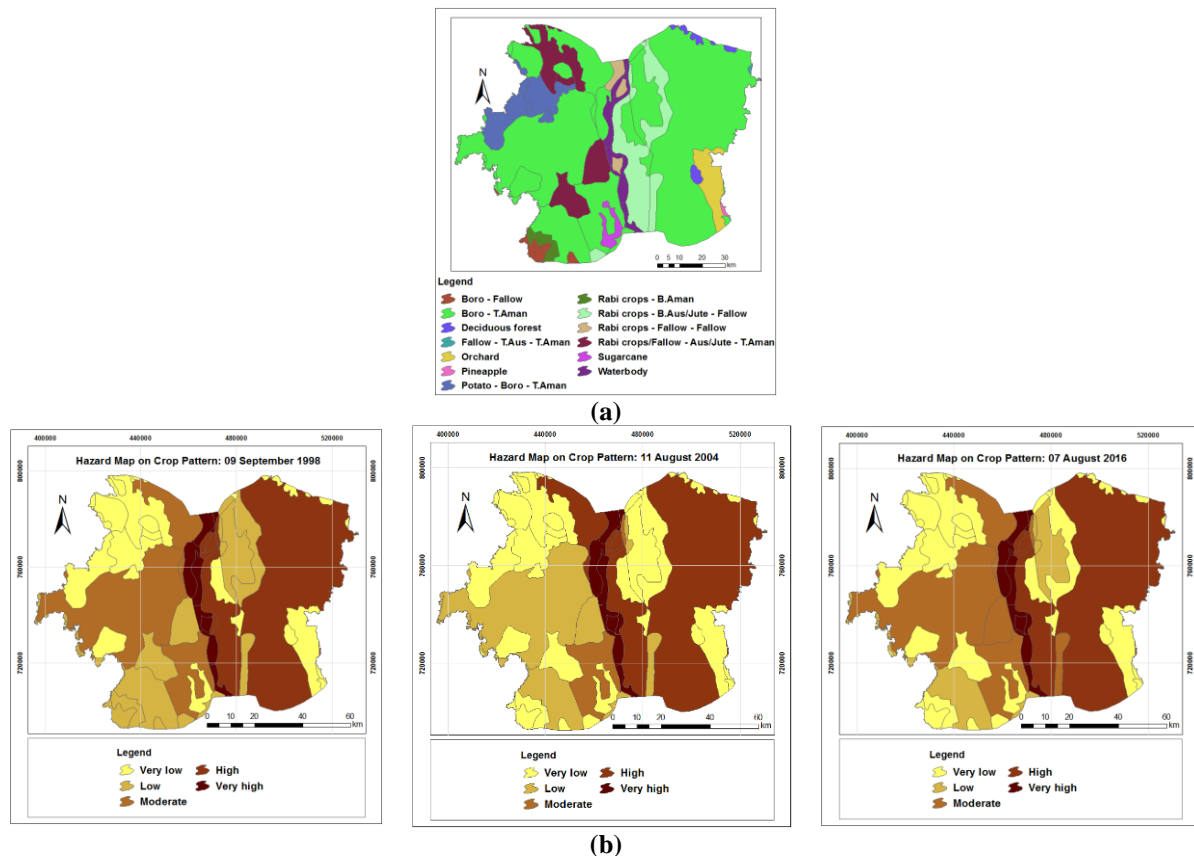 N
0 5 10 20 30
km
Legend
Boro - Fallow
Boro - T.Aman
Deciduous forest
Fallow - T.Aus - T.Aman
Orchard
Pineapple
Potato - Boro - T.Aman
Rabi crops - B.Aman
Rabi crops - B.Aus/Jute - Fallow
Rabi crops - Fallow - Fallow
Rabi crops/Fallow - Aus/Jute - T.Aman
Sugarcane
Waterbody
(a)
400000 440000 480000 520000
Hazard Map on Crop Pattern: 09 September 1998
800000
N
760000
720000
0 10 20 40 60
km
Legend
Very low
Low
Moderate
High
Very high
400000 440000 480000 520000
Hazard Map on Crop Pattern: 11 August 2004
800000
N
760000
720000
0 10 20 40 60
km
Legend
Very low
Low
Moderate
High
Very high
400000 440000 480000 520000
Hazard Map on Crop Pattern: 07 August 2016
800000
N
760000
720000
0 10 20 40 60
km
Legend
Very low
Low
Moderate
High
Very high
(b)